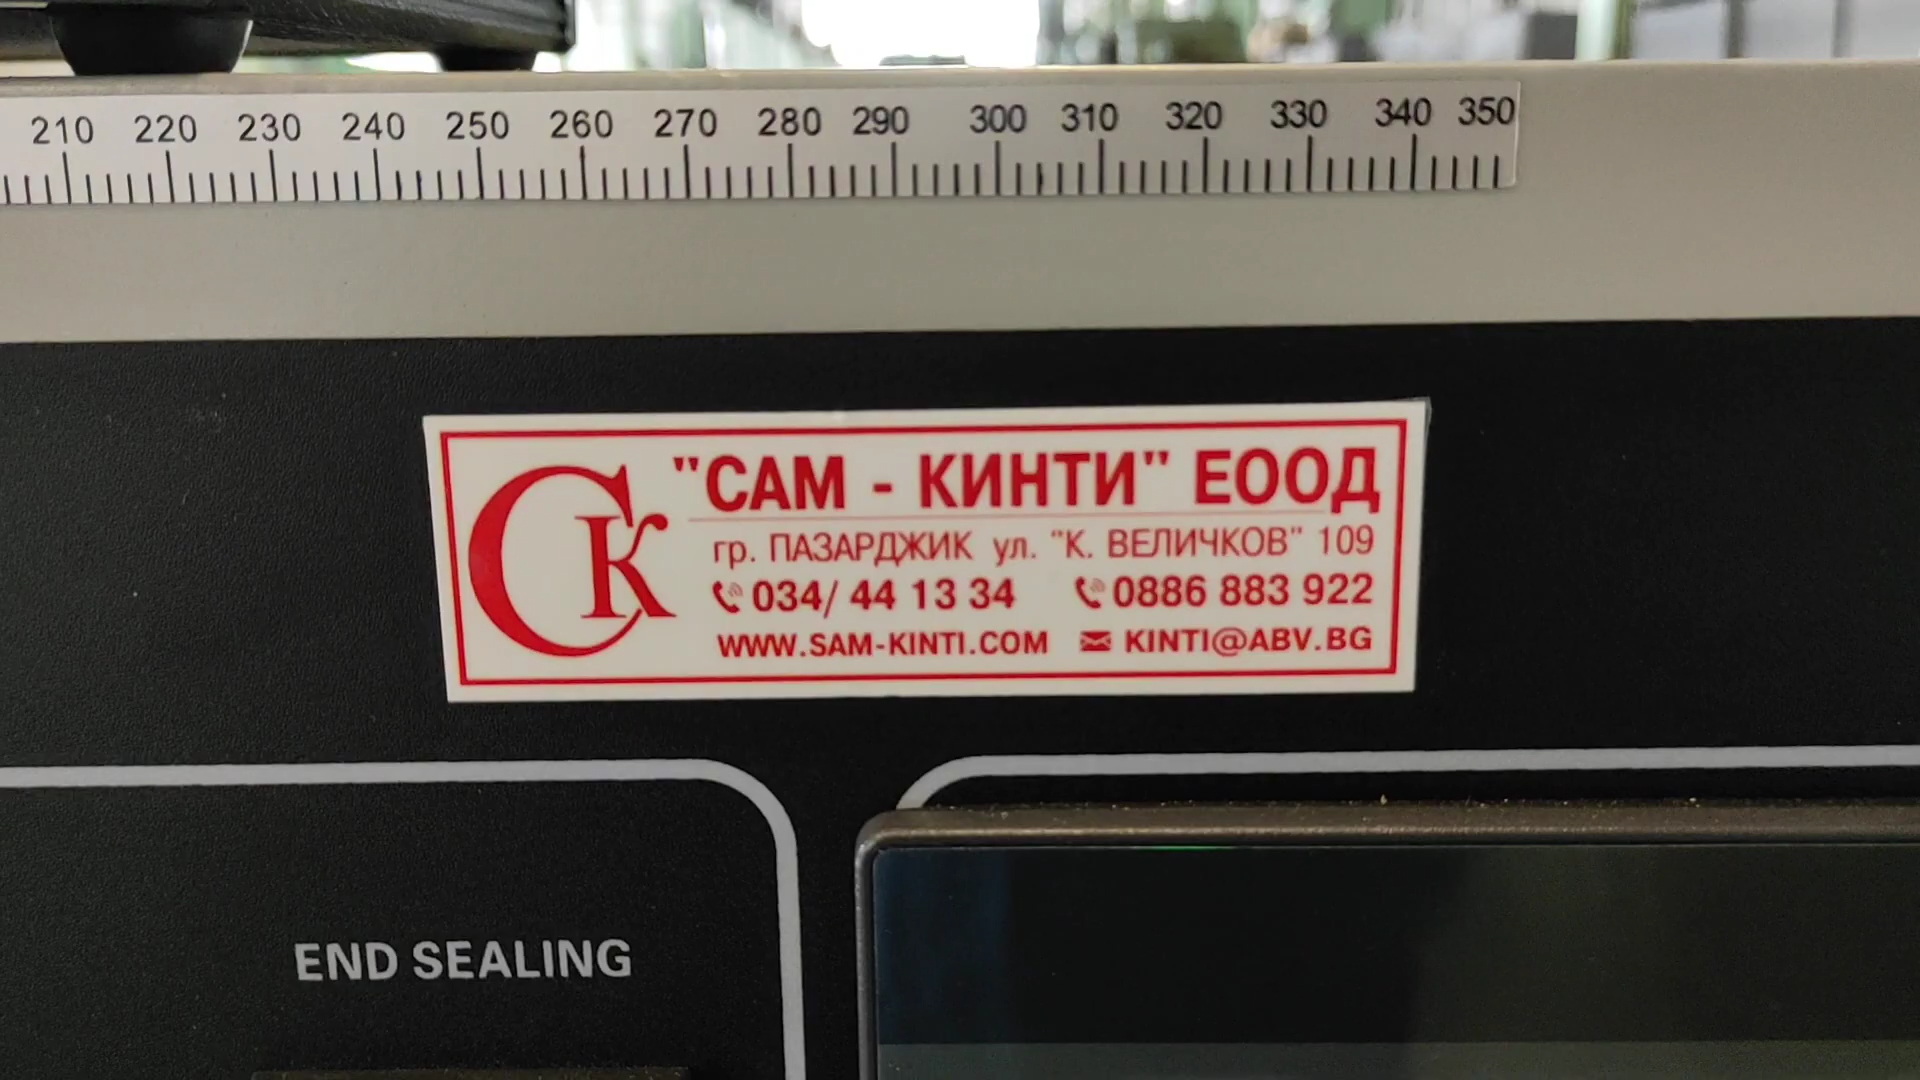 210 220 230 240 250 260 270 280 290 300 310 320 330 340 350
СК
"САМ - КИНТИ" ЕООД
гр. ПАЗАРДЖИК ул. "К. ВЕЛИЧКОВ" 109
034/ 44 13 34 0886 883 922
WWW.SAM-KINTI.COM KINTI@ABV.BG
END SEALING